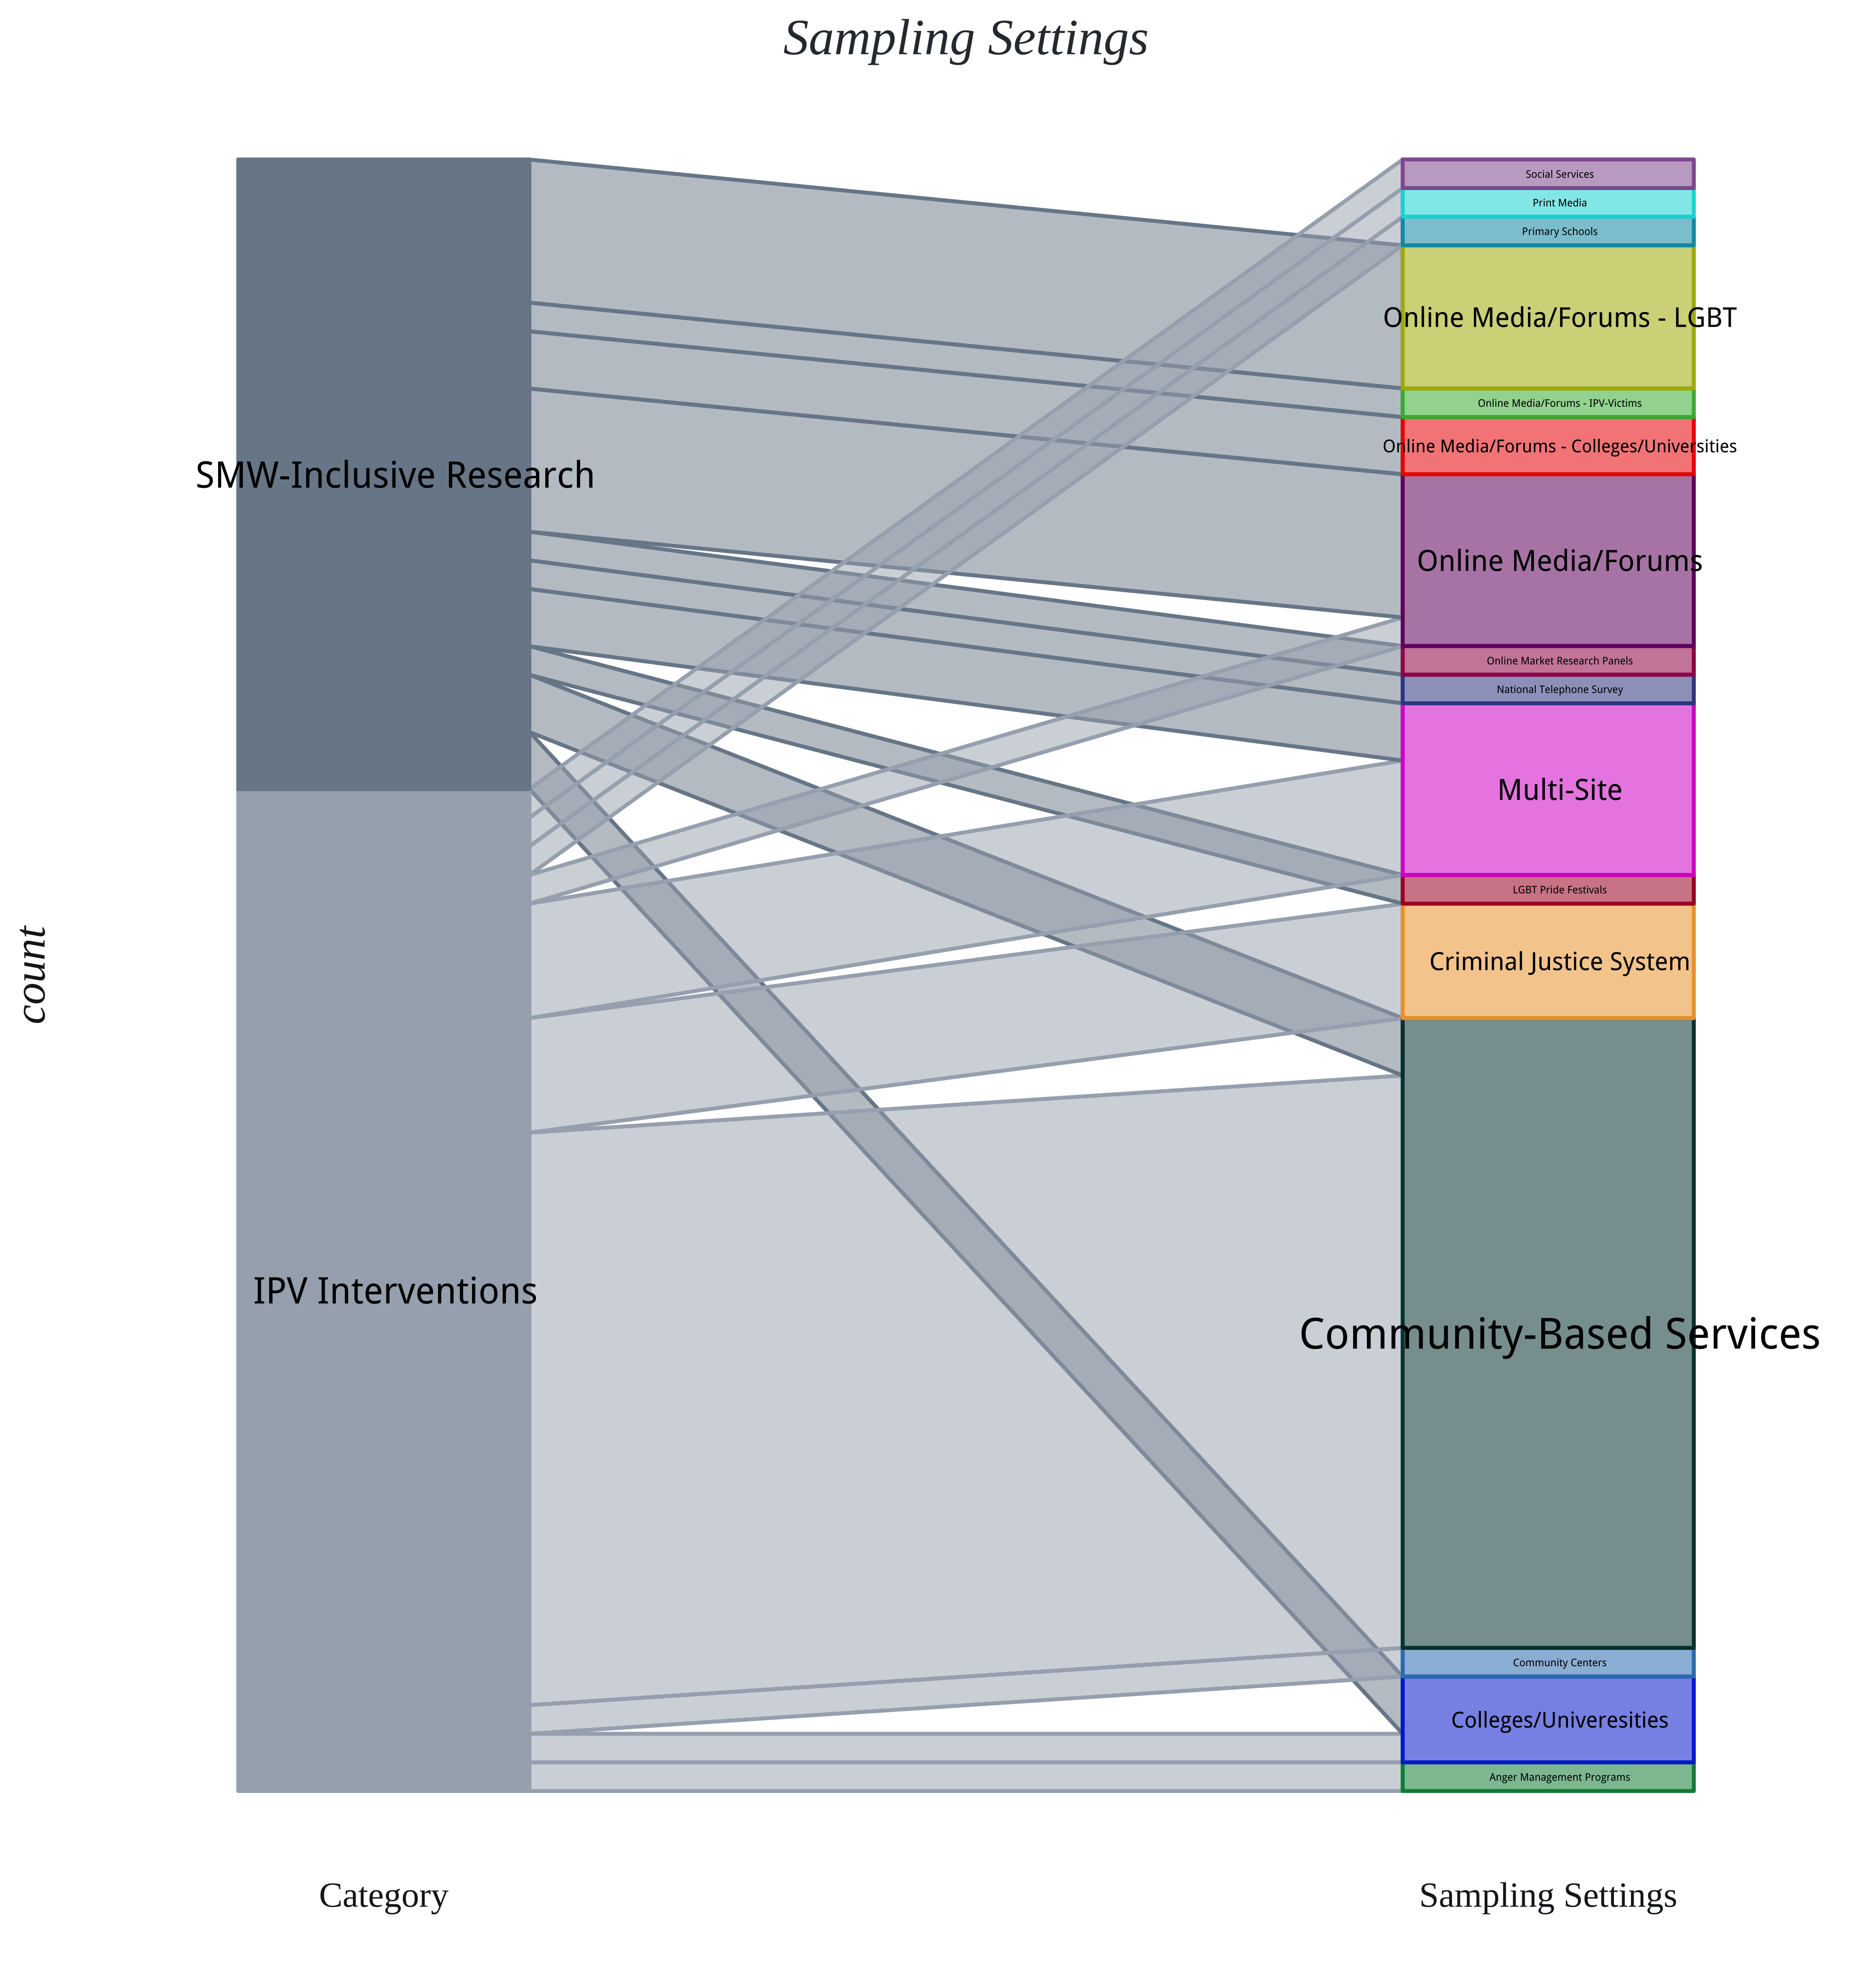 Sampling Settings
Social Services
Print Media
Primary Schools
Online Media/Forums - LGBT
Online Media/Forums - IPV-Victims
Online Media/Forums - Colleges/Universities
SMW-Inclusive Research
Online Media/Forums
Online Market Research Panels
National Telephone Survey
Multi-Site
LGBT Pride Festivals
Criminal Justice System
count
IPV Interventions
Community-Based Services
Community Centers
Colleges/Univeresities
Anger Management Programs
Category
Sampling Settings